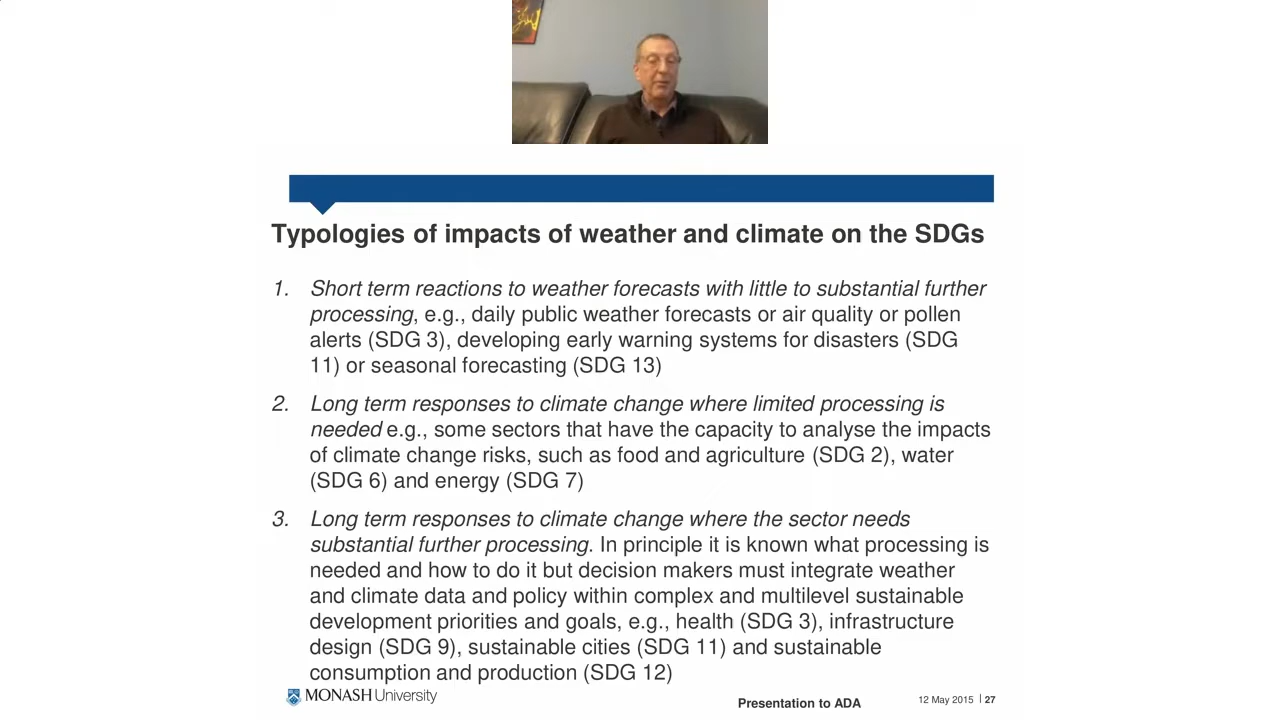 Typologies of impacts of weather and climate on the SDGs
1. Short term reactions to weather forecasts with little to substantial further
processing, e.g., daily public weather forecasts or air quality or pollen
alerts (SDG 3), developing early warning systems for disasters (SDG
11) or seasonal forecasting (SDG 13)
2. Long term responses to climate change where limited processing is
needed e.g., some sectors that have the capacity to analyse the impacts
of climate change risks, such as food and agriculture (SDG 2), water
(SDG 6) and energy (SDG 7)
3. Long term responses to climate change where the sector needs
substantial further processing. In principle it is known what processing is
needed and how to do it but decision makers must integrate weather
and climate data and policy within complex and multilevel sustainable
development priorities and goals, e.g., health (SDG 3), infrastructure
design (SDG 9), sustainable cities (SDG 11) and sustainable
consumption and production (SDG 12)
MONASH University
Presentation to ADA
12 May 2015 | 27